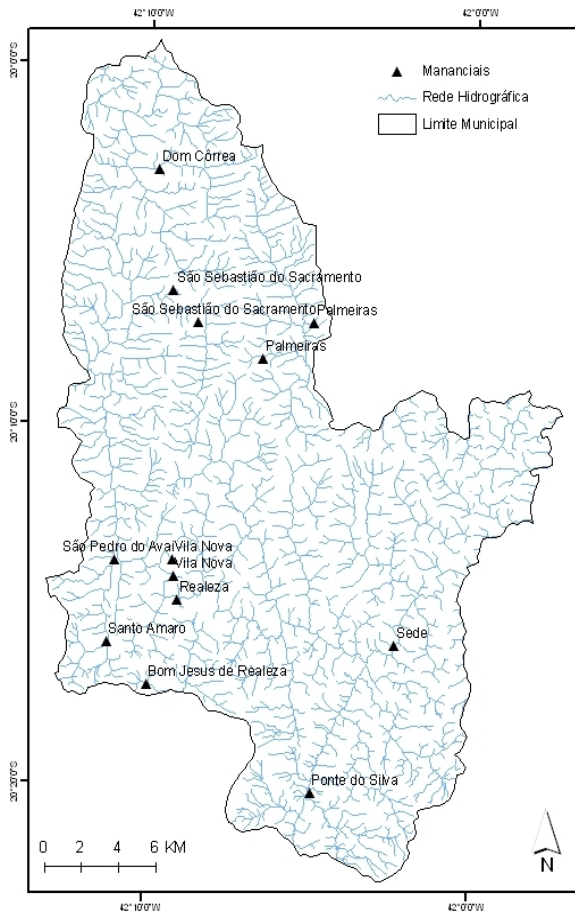 42°10'0"W
42°0'0"W
20°0'0"S
Mananciais
Rede Hidrográfica
Limite Municipal
Dom Côrrea
São Sebastião do Sacramento
São Sebastião do Sacramento
Palmeiras
Palmeiras
20°10'0"S
São Pedro do Avaí
Vila Nova
Vila Nova
Realeza
Santo Amaro
Sede
Bom Jesus de Realeza
20°20'0"S
Ponte do Silva
0 2 4 6 KM
N
42°10'0"W
42°0'0"W